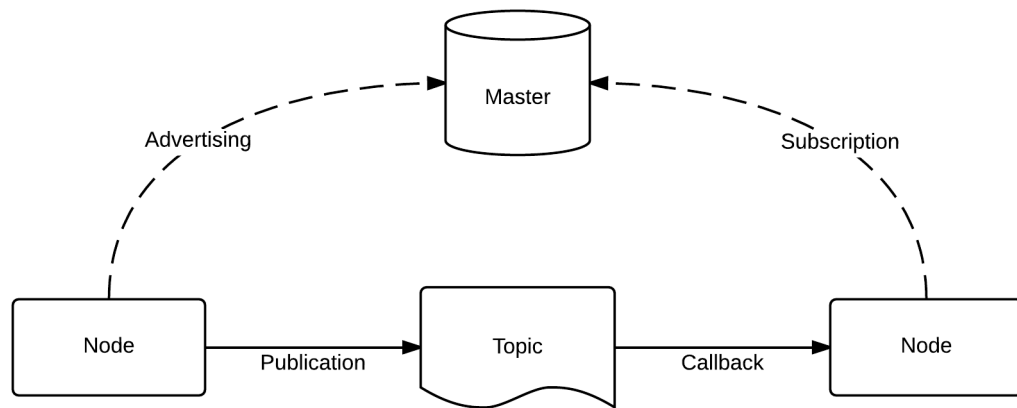 Master
Advertising
Subscription
Node
Publication
Topic
Callback
Node